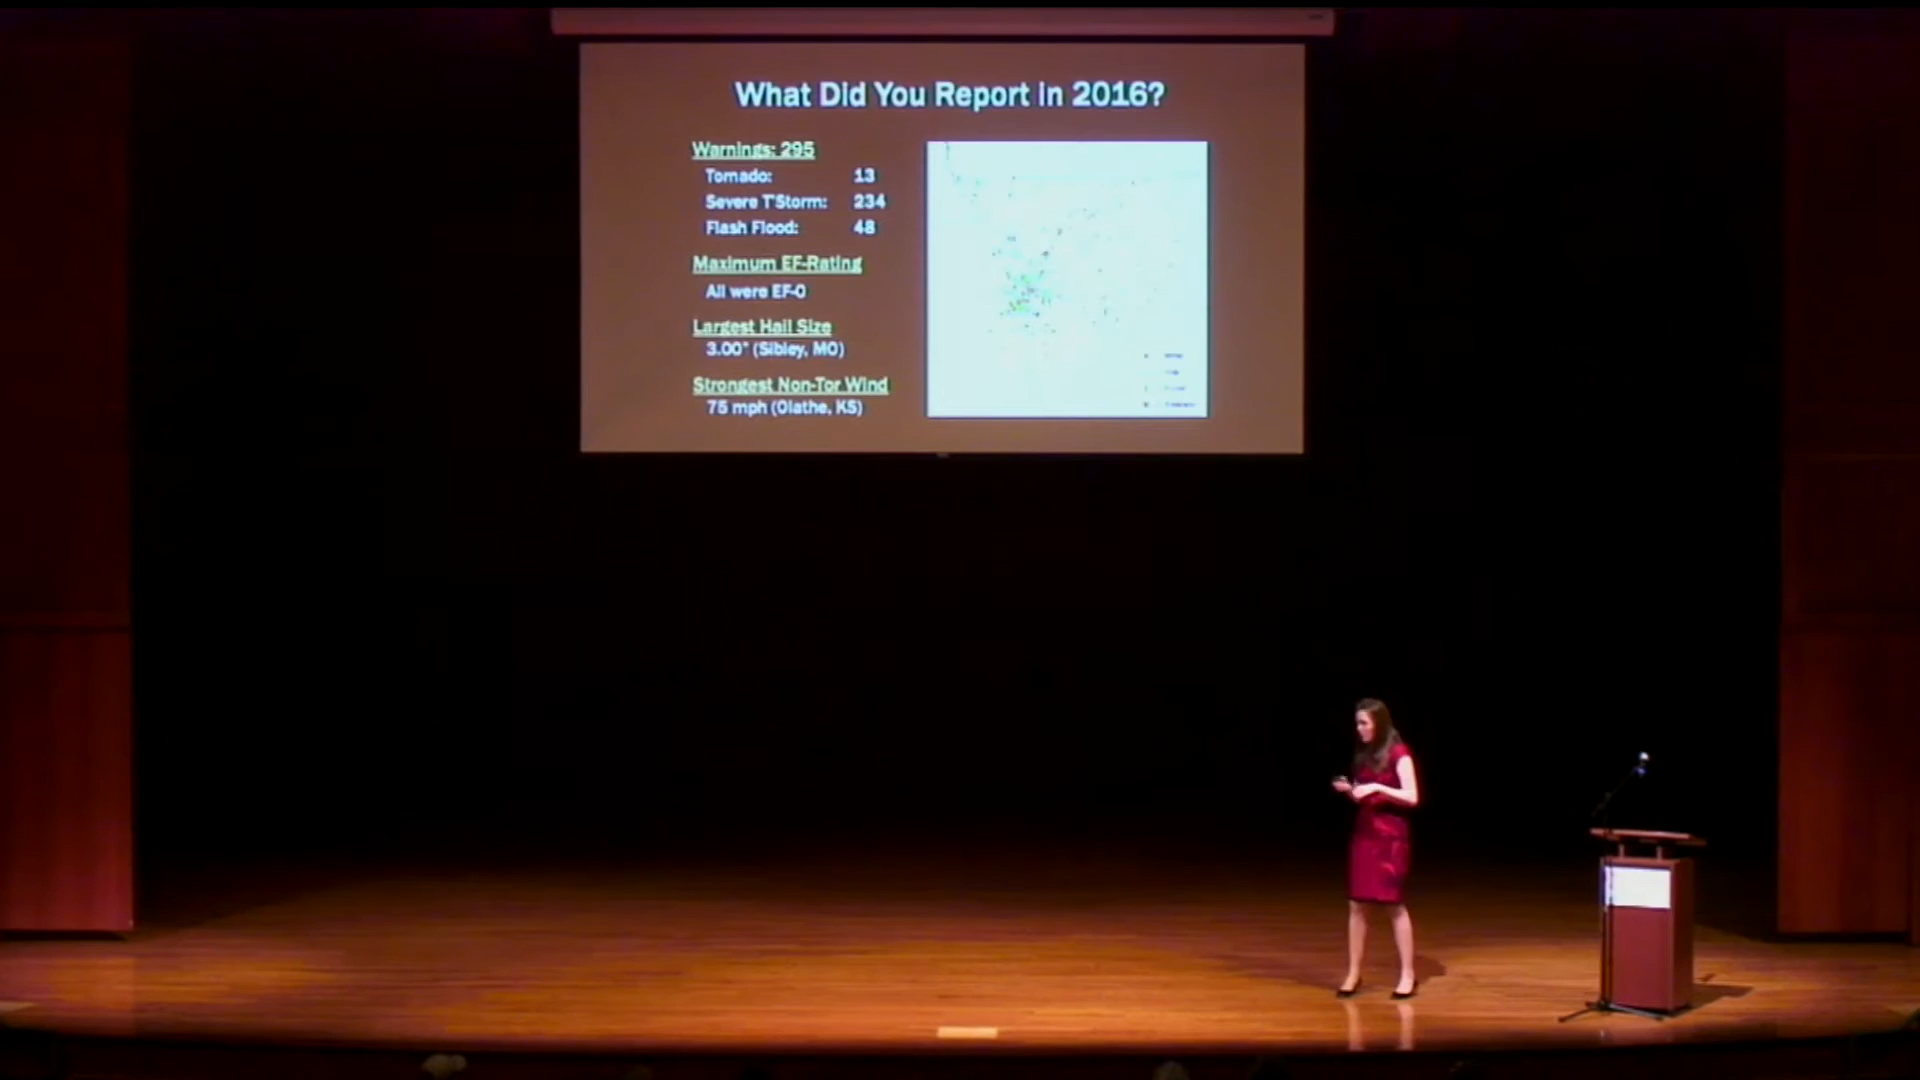 What Did You Report in 2016?
Warnings: 295
Tornado: 13
Severe T'Storm: 234
Flash Flood: 48
Maximum EF-Rating
All were EF-0
Largest Hail Size
3.00" (Sibley, MO)
Strongest Non-Tor Wind
75 mph (Olathe, KS)